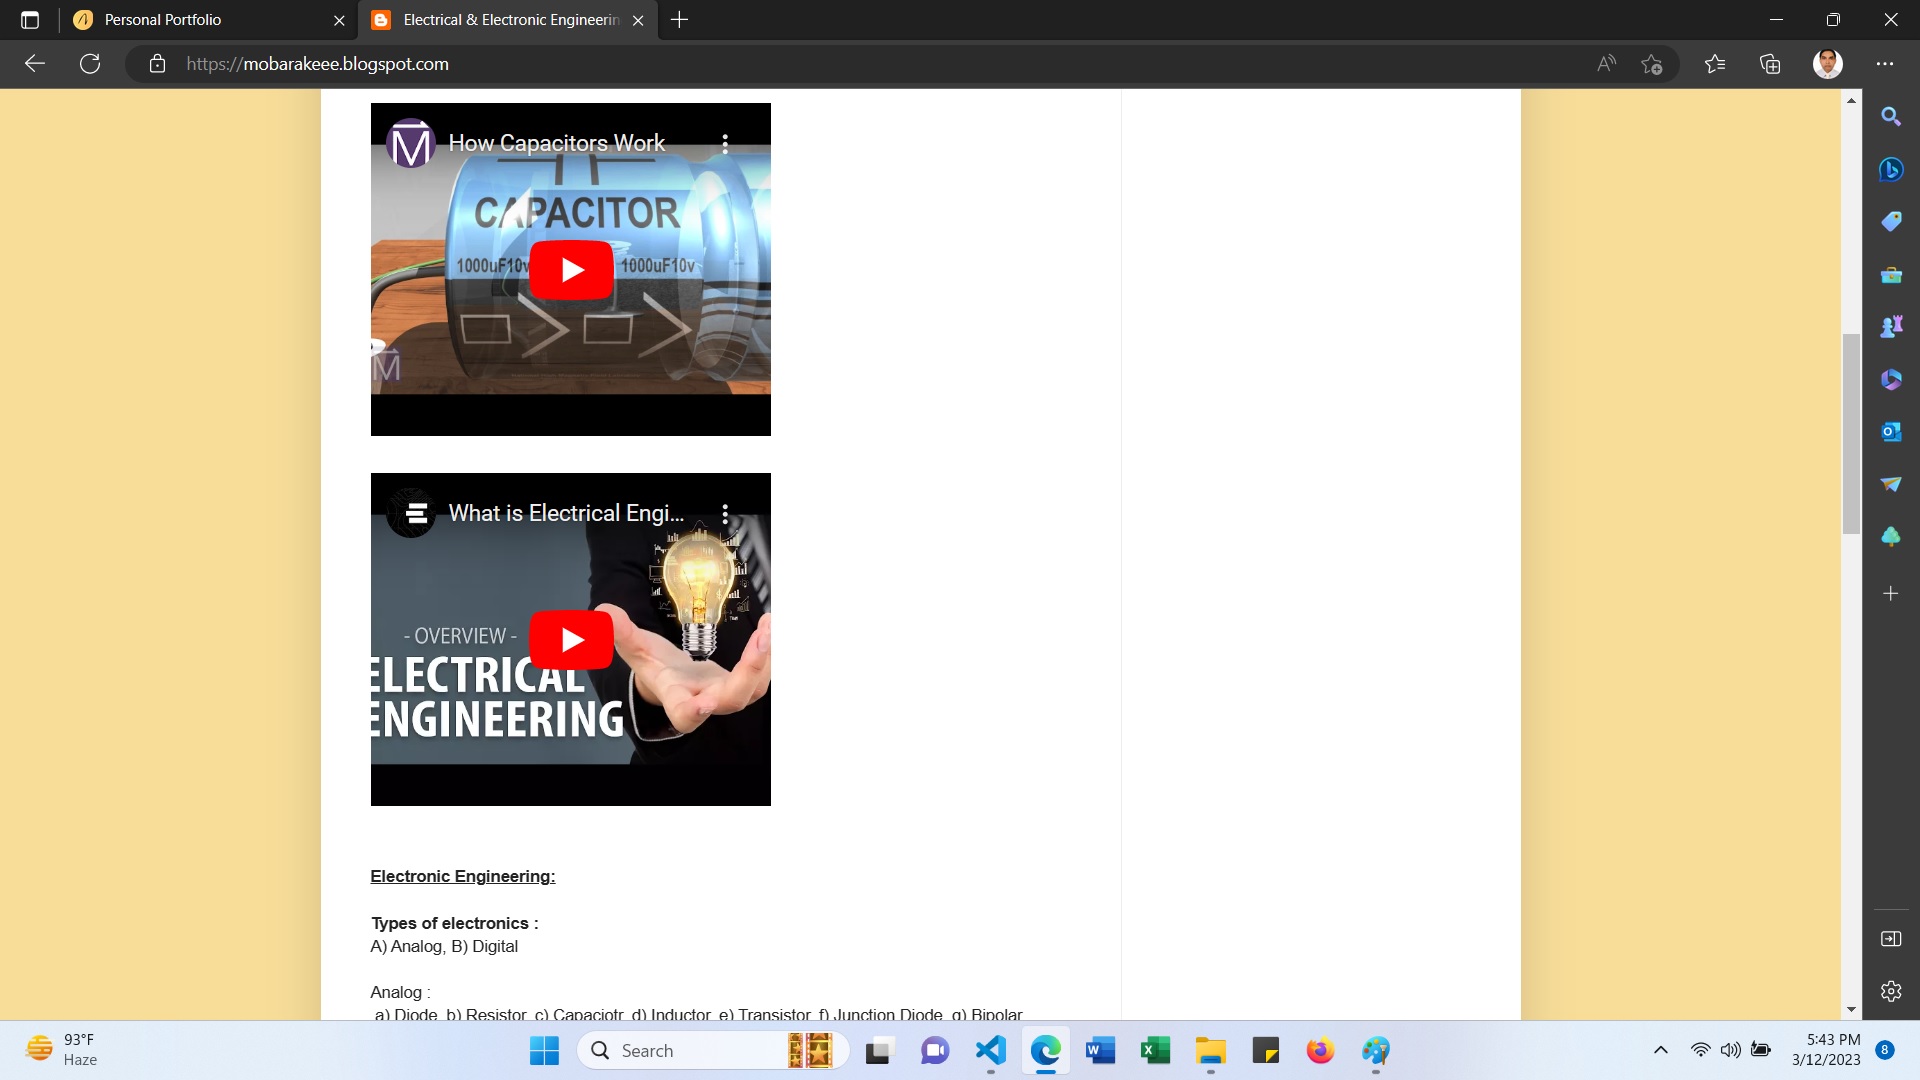 Personal Portfolio
Electrical & Electronic Engineerin
https://mobarakeee.blogspot.com
How Capacitors Work
CAPACITOR
1000uF10v 1000uF10v
What is Electrical Engi...
- OVERVIEW -
ELECTRICAL
ENGINEERING
Electronic Engineering:
Types of electronics :
A) Analog, B) Digital
Analog :
a) Diode, b) Resistor, c) Capaciotr, d) Inductor, e) Transistor, f) Junction Diode, g) Bipolar
93°F
Haze
Search
5:43 PM
3/12/2023
8